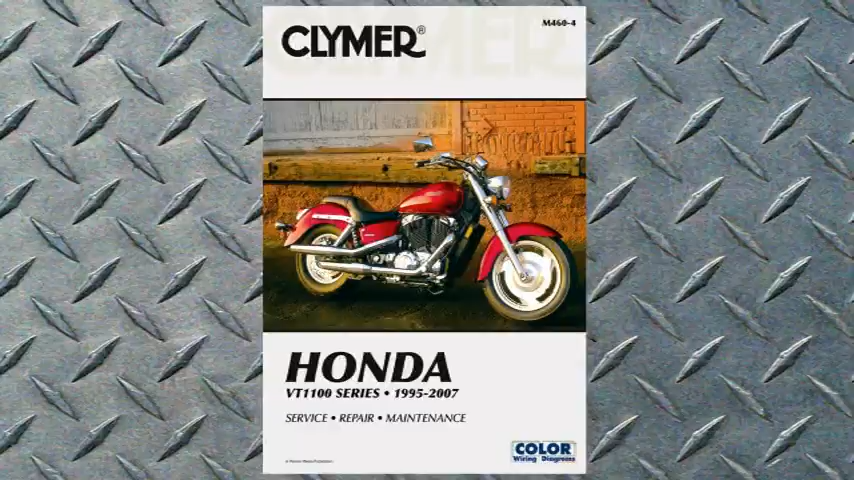 CLYMER®
M460-4
HONDA
VT1100 SERIES • 1995-2007
SERVICE • REPAIR • MAINTENANCE
COLOR
Wiring Diagrams